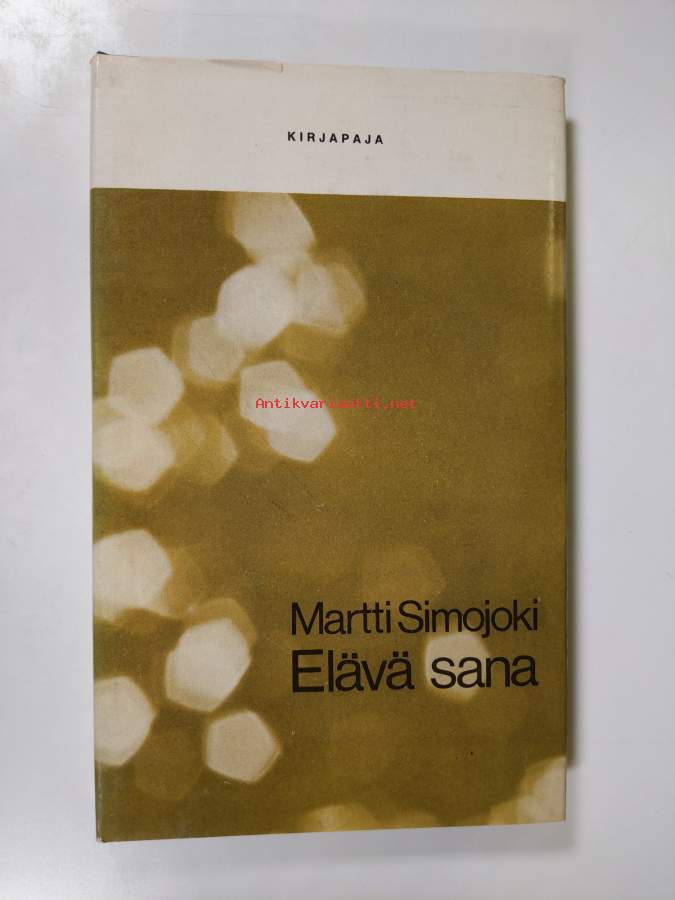 KIRJAPAJA
Antikvariaatti.net
Martti Simojoki
Elävä sana